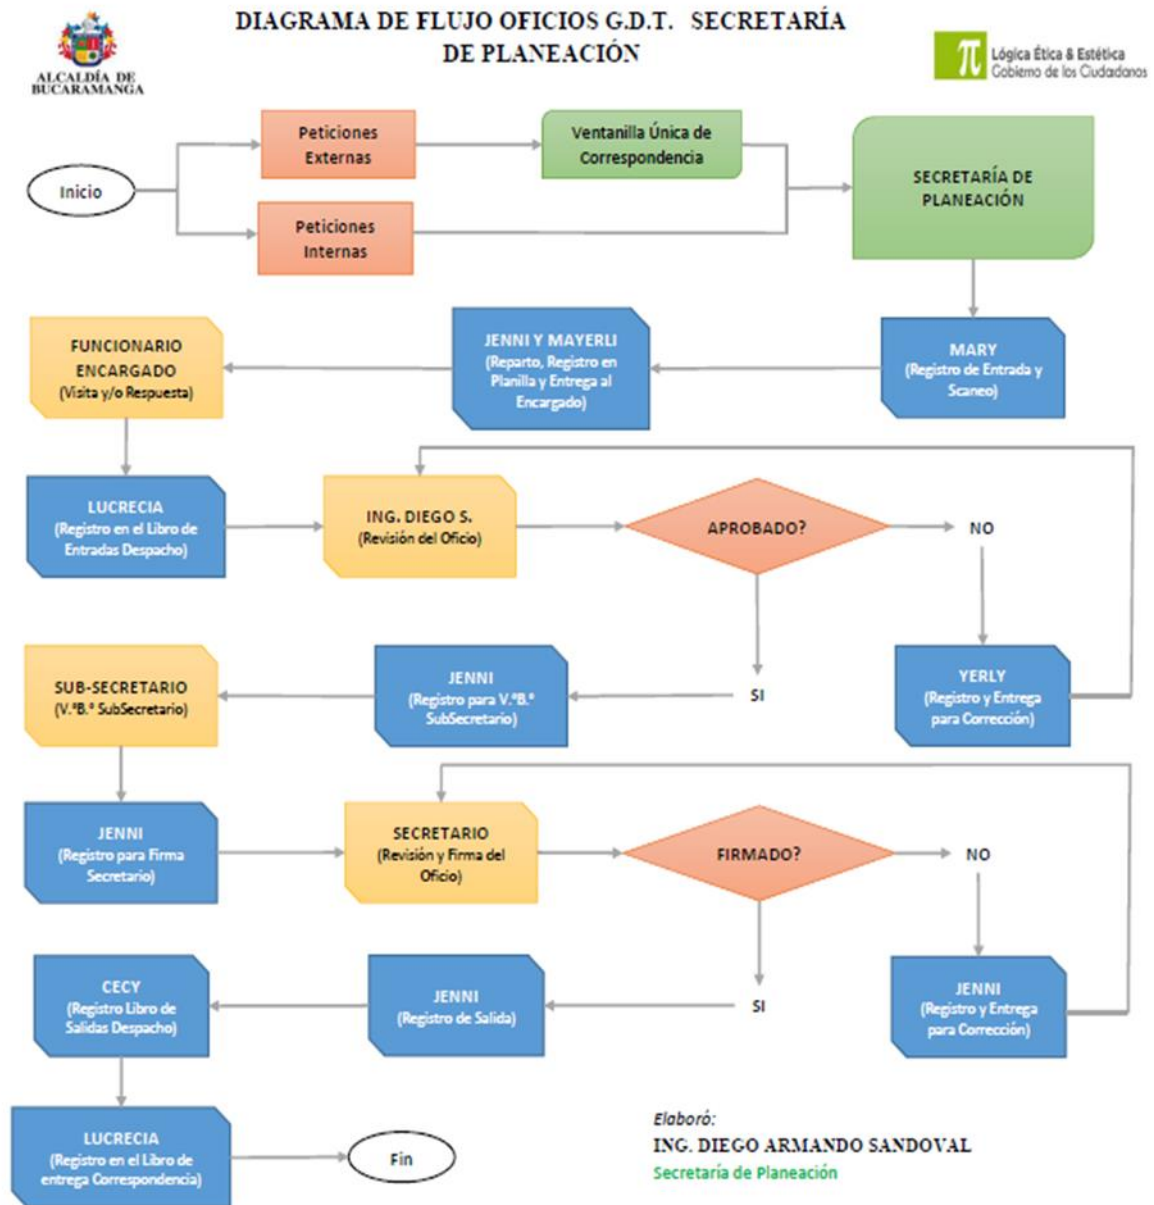 DIAGRAMA DE FLUJO OFICIOS G.D.T. SECRETARÍA
DE PLANEACIÓN
ALCALDÍA DE
BUCARAMANGA
π
Lógica Ética & Estética
Gobierno de los Ciudadanos
Inicio
Peticiones
Externas
Ventanilla Única de
Correspondencia
Peticiones
Internas
SECRETARÍA DE
PLANEACIÓN
FUNCIONARIO
ENCARGADO
(Visita y/o Respuesta)
JENNI Y MAYERLI
(Reparto, Registro en
Planilla y Entrega al
Encargado)
MARY
(Registro de Entrada y
Scaneo)
LUCRECIA
(Registro en el Libro de
Entradas Despacho)
ING. DIEGO S.
(Revisión del Oficio)
APROBADO?
NO
SUB-SECRETARIO
(V.ºB.º SubSecretario)
JENNI
(Registro para V.ºB.º
SubSecretario)
SI
YERLY
(Registro y Entrega
para Corrección)
JENNI
(Registro para Firma
Secretario)
SECRETARIO
(Revisión y Firma del
Oficio)
FIRMADO?
NO
CECY
(Registro Libro de
Salidas Despacho)
JENNI
(Registro de Salida)
SI
JENNI
(Registro y Entrega
para Corrección)
LUCRECIA
(Registro en el Libro de
entrega Correspondencia)
Fin
Elaboró:
ING. DIEGO ARMANDO SANDOVAL
Secretaría de Planeación